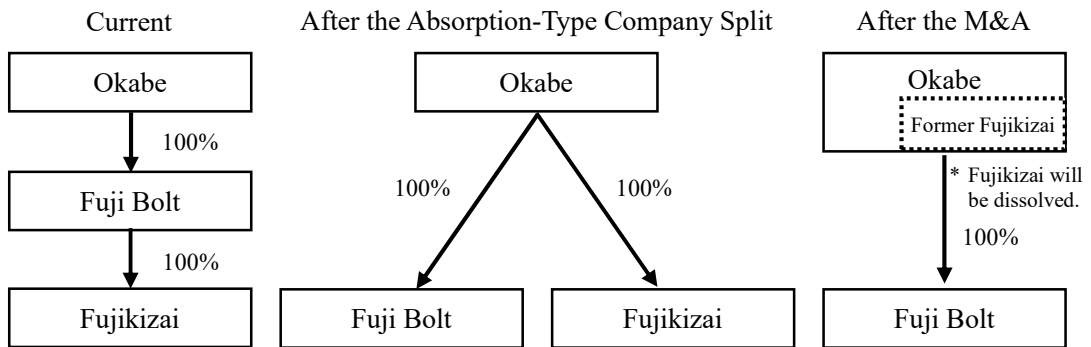 Current
Okabe
100%
Fuji Bolt
100%
Fujikizai
After the Absorption-Type Company Split
Okabe
100%
100%
Fuji Bolt
Fujikizai
After the M&A
Okabe
Former Fujikizai
* Fujikizai will
be dissolved.
100%
Fuji Bolt